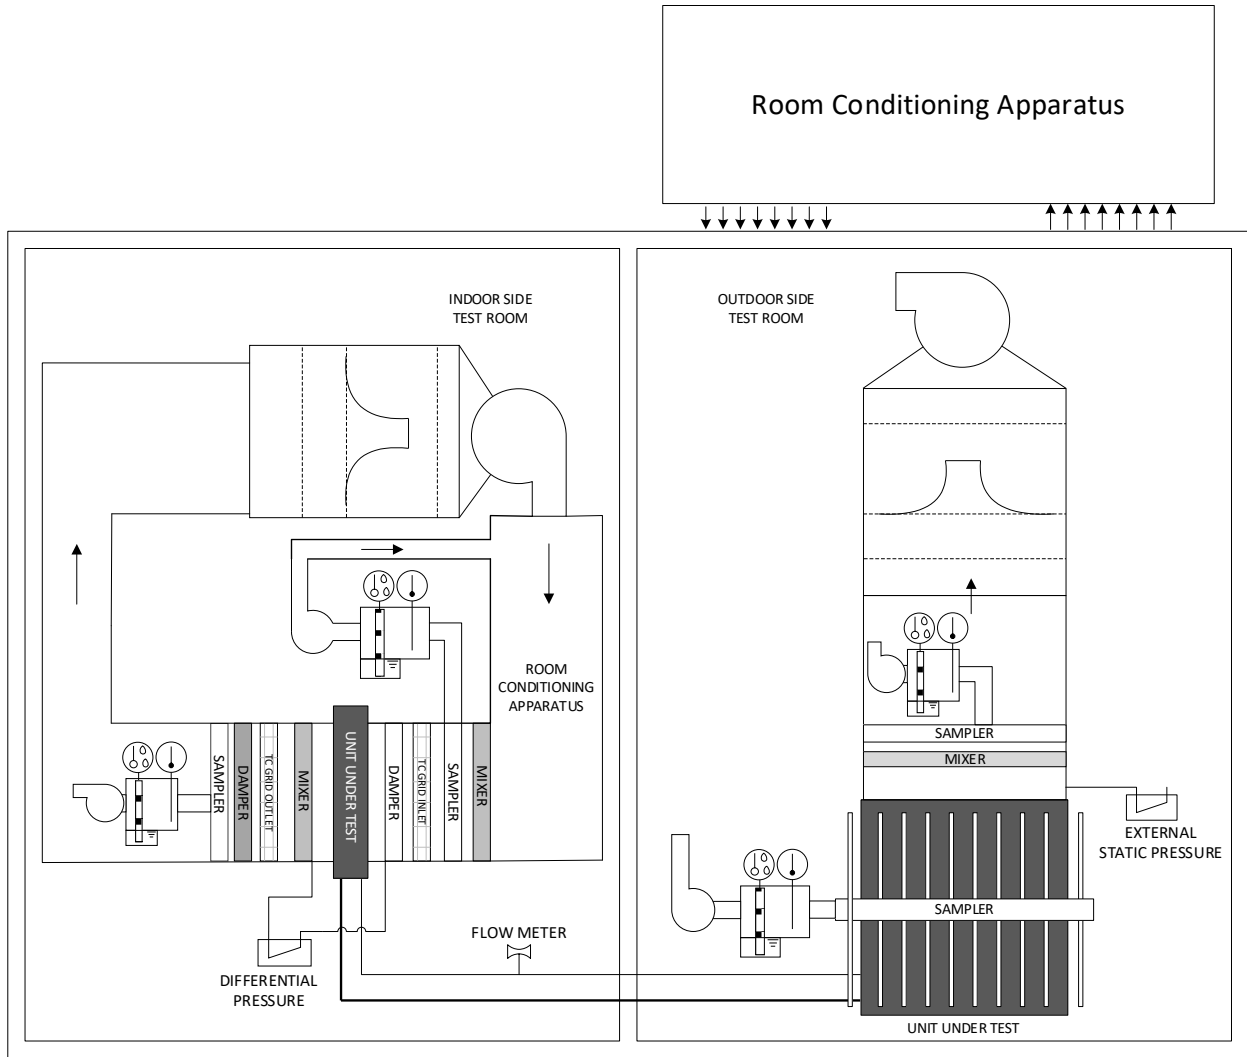 Room Conditioning Apparatus
INDOOR SIDE
TEST ROOM
OUTDOOR SIDE
TEST ROOM
ROOM
CONDITIONING
APPARATUS
SAMPLER
DAMPER
TC GRID OUTLET
MIXER
UNIT UNDER TEST
DAMPER
TC GRID INLET
SAMPLER
MIXER
SAMPLER
MIXER
EXTERNAL
STATIC PRESSURE
SAMPLER
FLOW METER
DIFFERENTIAL
PRESSURE
UNIT UNDER TEST